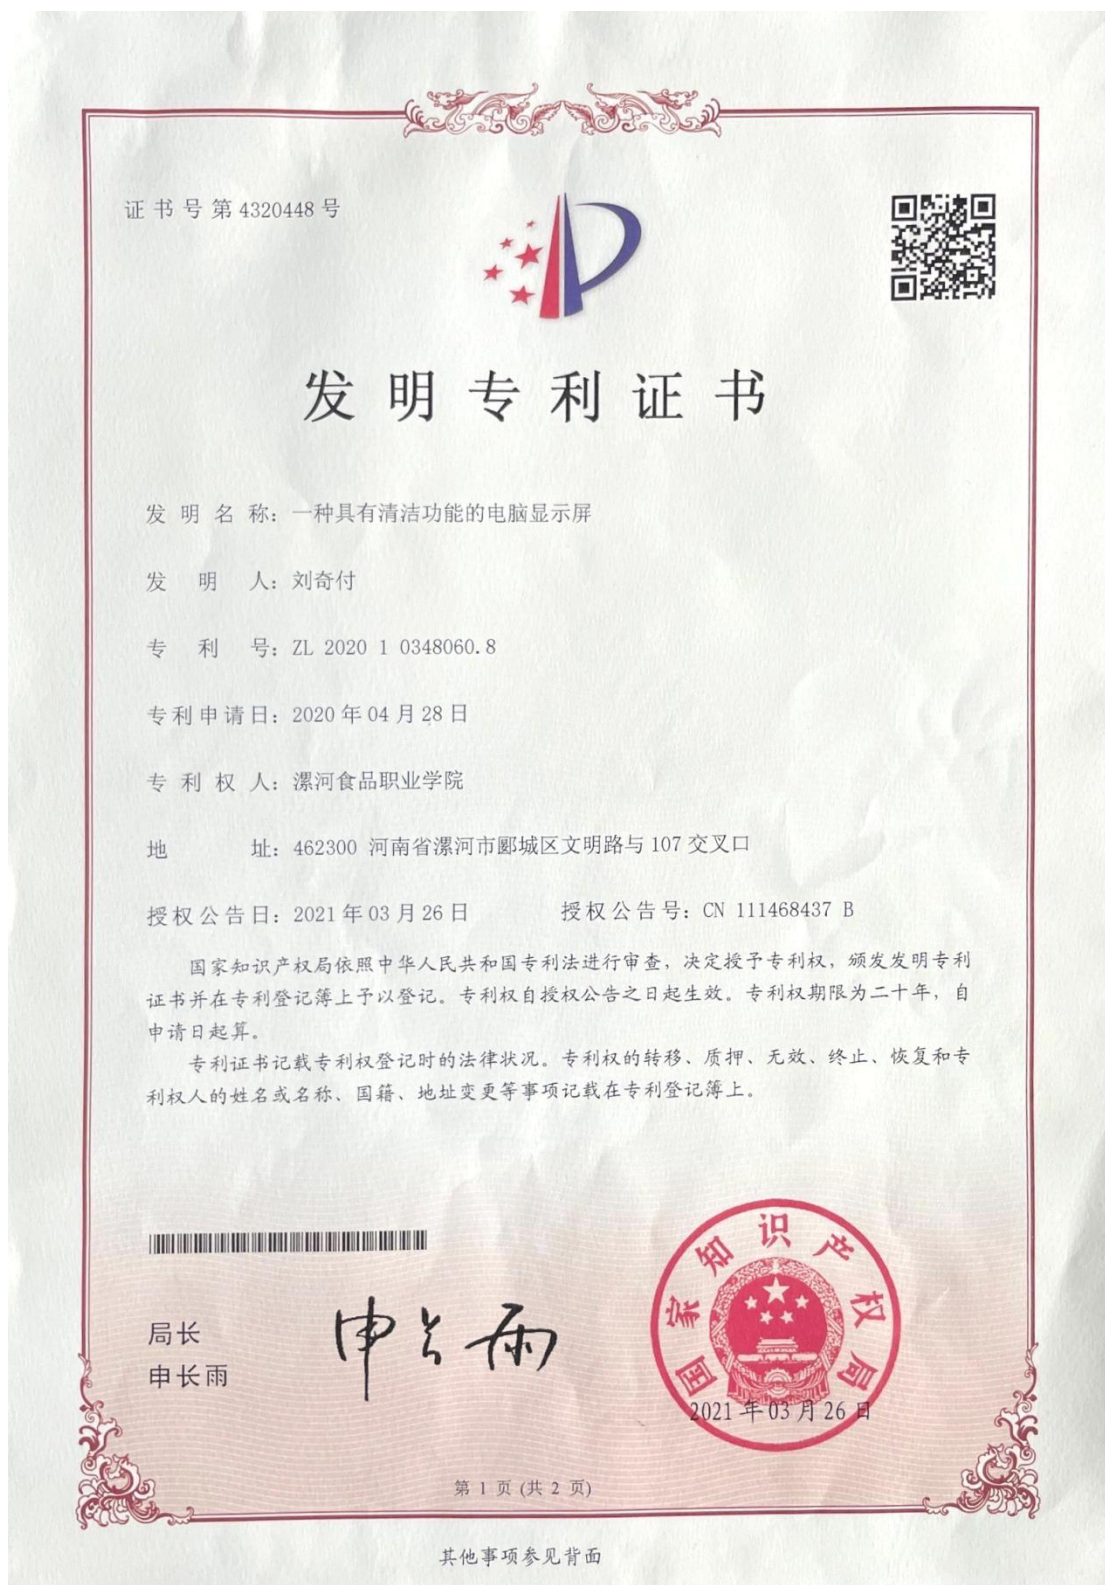 证书号第4320448号
发明专利证书
发明名称：一种具有清洁功能的电脑显示屏
发明人：刘奇付
专利号：ZL 2020 1 0348060.8
专利申请日：2020年04月28日
专利权人：漯河食品职业学院
地址：462300 河南省漯河市郾城区文明路与107交叉口
授权公告日：2021年03月26日 授权公告号：CN 111468437 B
国家知识产权局依照中华人民共和国专利法进行审查，决定授予专利权，颁发发明专利
证书并在专利登记簿上予以登记。专利权自授权公告之日起生效。专利权期限为二十年，自
申请日起算。
专利证书记载专利权登记时的法律状况。专利权的转移、质押、无效、终止、恢复和专
利权人的姓名或名称、国籍、地址变更等事项记载在专利登记簿上。
局长
申长雨
申长雨
国家知识产权局
2021年03月26日
第 1 页 (共 2 页)
其他事项参见背面